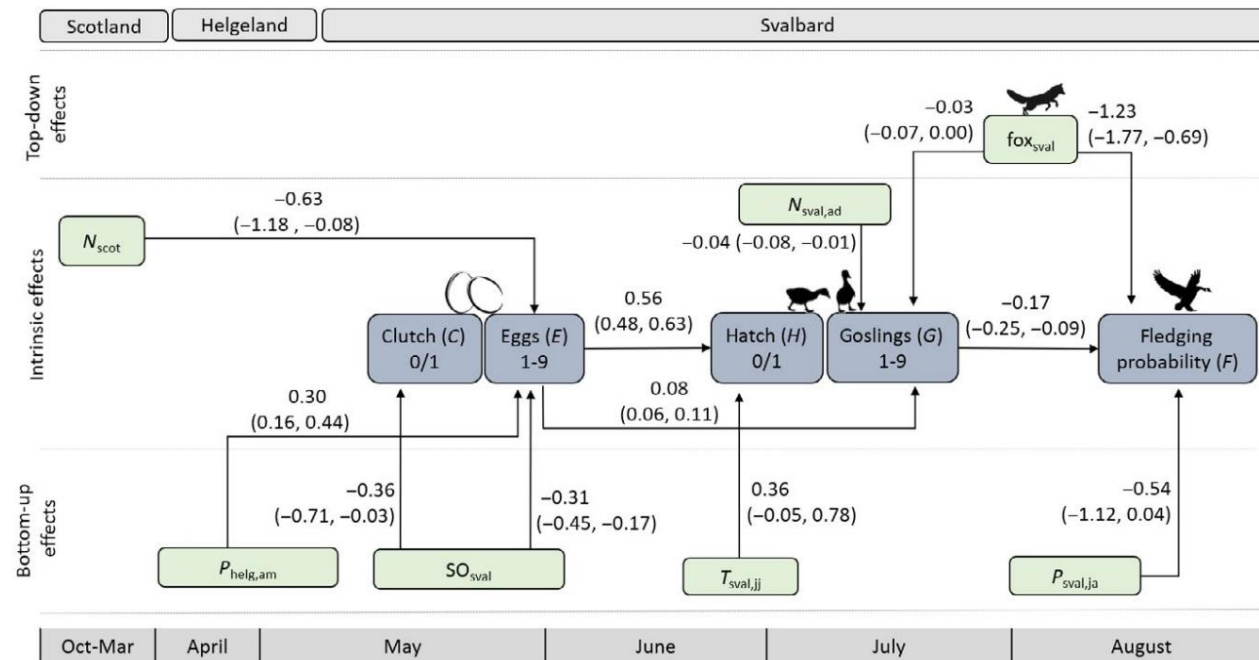 Scotland
Helgeland
Svalbard
Top-down
effects
−0.03
(−0.07, 0.00)
fox_sval
−1.23
(−1.77, −0.69)
Intrinsic effects
N_scot
−0.63
(−1.18 , −0.08)
N_sval,ad
−0.04 (−0.08, −0.01)
Clutch (C)
0/1
Eggs (E)
1-9
0.56
(0.48, 0.63)
Hatch (H)
0/1
Goslings (G)
1-9
−0.17
(−0.25, −0.09)
Fledging
probability (F)
0.30
(0.16, 0.44)
0.08
(0.06, 0.11)
Bottom-up
effects
−0.36
(−0.71, −0.03)
−0.31
(−0.45, −0.17)
0.36
(−0.05, 0.78)
−0.54
(−1.12, 0.04)
P_helg,am
SO_sval
T_sval,jj
P_sval,ja
Oct-Mar
April
May
June
July
August